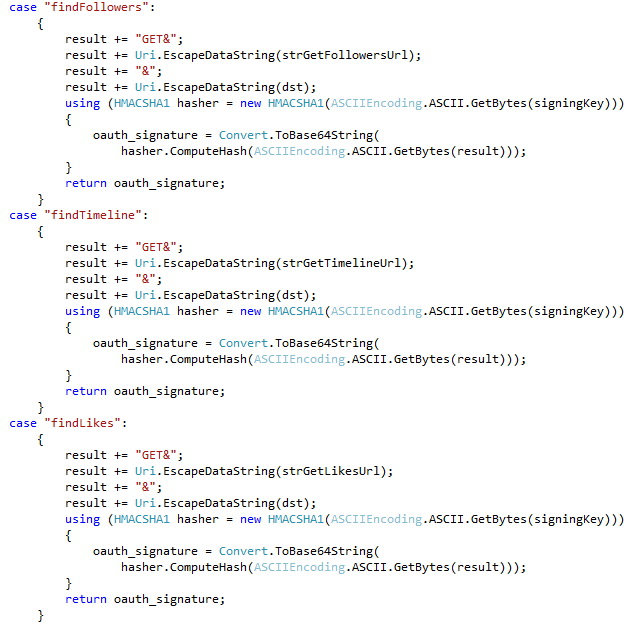 case "findFollowers":
    {
        result += "GET&";
        result += Uri.EscapeDataString(strGetFollowersUrl);
        result += "&";
        result += Uri.EscapeDataString(dst);
        using (HMACSHA1 hasher = new HMACSHA1(ASCIIEncoding.ASCII.GetBytes(signingKey)))
        {
            oauth_signature = Convert.ToBase64String(
                hasher.ComputeHash(ASCIIEncoding.ASCII.GetBytes(result)));
        }
        return oauth_signature;
    }
case "findTimeline":
    {
        result += "GET&";
        result += Uri.EscapeDataString(strGetTimelineUrl);
        result += "&";
        result += Uri.EscapeDataString(dst);
        using (HMACSHA1 hasher = new HMACSHA1(ASCIIEncoding.ASCII.GetBytes(signingKey)))
        {
            oauth_signature = Convert.ToBase64String(
                hasher.ComputeHash(ASCIIEncoding.ASCII.GetBytes(result)));
        }
        return oauth_signature;
    }
case "findLikes":
    {
        result += "GET&";
        result += Uri.EscapeDataString(strGetLikesUrl);
        result += "&";
        result += Uri.EscapeDataString(dst);
        using (HMACSHA1 hasher = new HMACSHA1(ASCIIEncoding.ASCII.GetBytes(signingKey)))
        {
            oauth_signature = Convert.ToBase64String(
                hasher.ComputeHash(ASCIIEncoding.ASCII.GetBytes(result)));
        }
        return oauth_signature;
    }